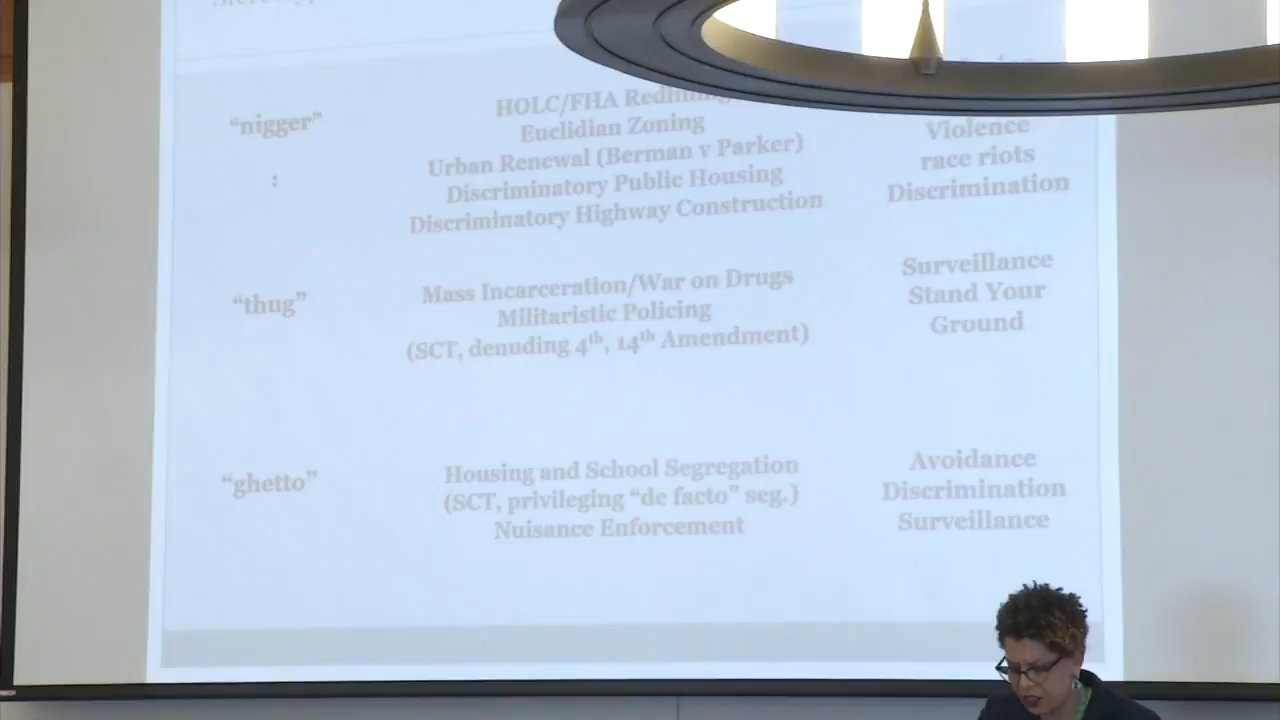 HOLC/FHA Redlining
"nigger"
Euclidian Zoning
Violence
Urban Renewal (Berman v Parker)
race riots
:
Discriminatory Public Housing
Discrimination
Discriminatory Highway Construction
Surveillance
Mass Incarceration/War on Drugs
Stand Your
"thug"
Militaristic Policing
Ground
(SCT, denuding 4th, 14th Amendment)
Housing and School Segregation
Avoidance
"ghetto"
(SCT, privileging "de facto" seg.)
Discrimination
Nuisance Enforcement
Surveillance